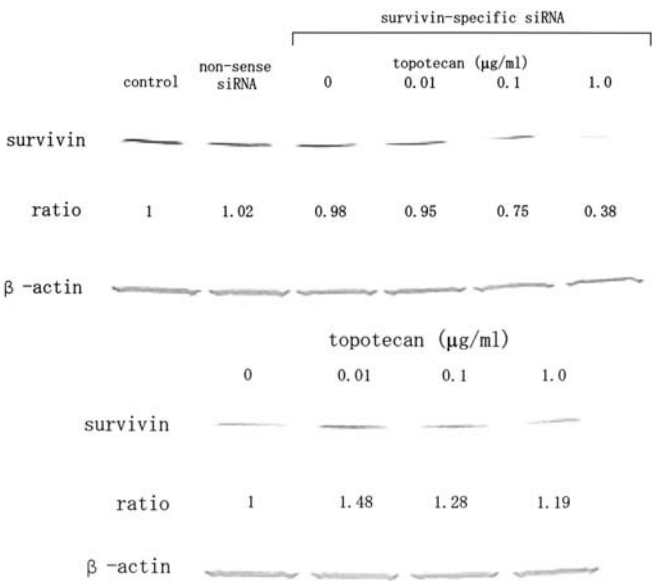 survivin-specific siRNA
non-sense
topotecan (μg/ml)
control siRNA 0 0.01 0.1 1.0
survivin
ratio 1 1.02 0.98 0.95 0.75 0.38
β -actin
topotecan (μg/ml)
0 0.01 0.1 1.0
survivin
ratio 1 1.48 1.28 1.19
β -actin